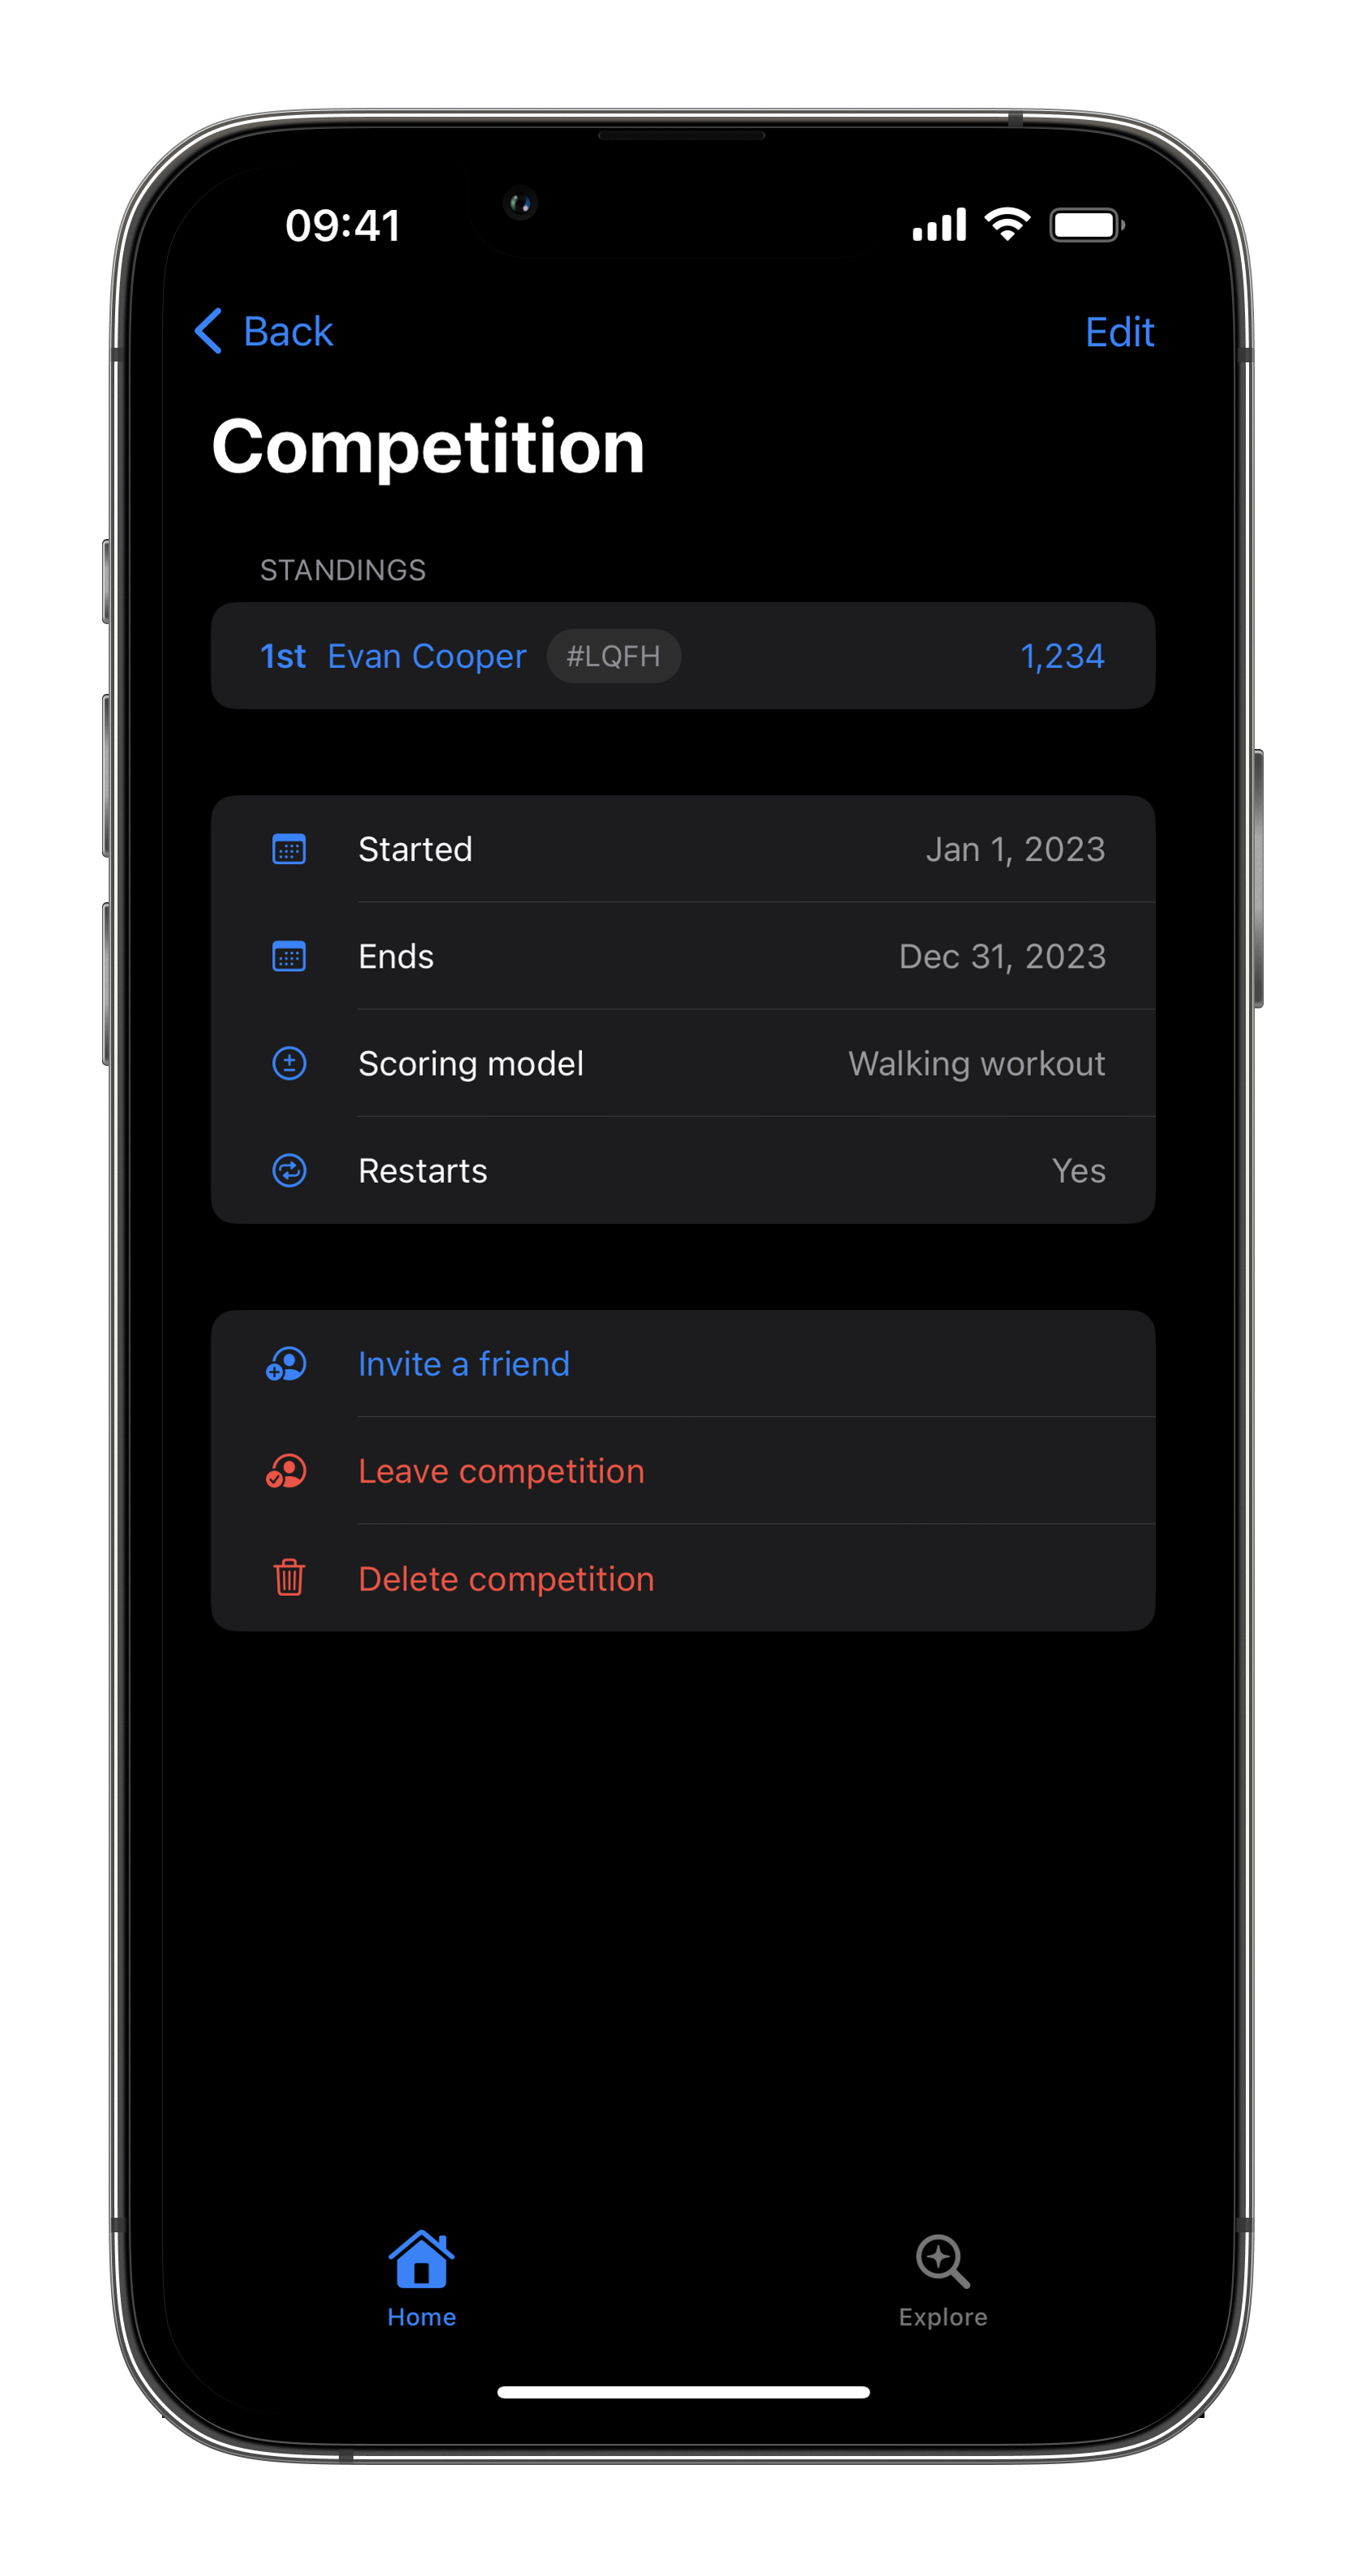 09:41
Back Edit
Competition
STANDINGS
1st Evan Cooper #LQFH 1,234
Started Jan 1, 2023
Ends Dec 31, 2023
Scoring model Walking workout
Restarts Yes
Invite a friend
Leave competition
Delete competition
Home Explore